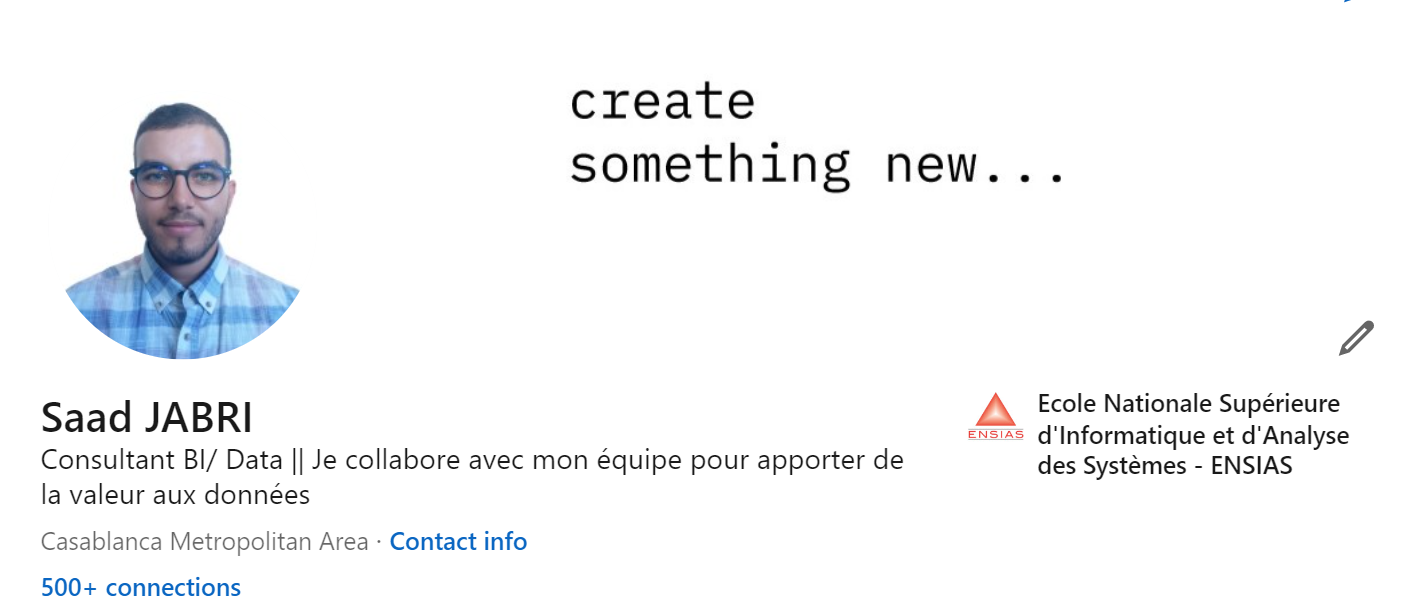 create
something new...
Saad JABRI
Consultant BI/ Data || Je collabore avec mon équipe pour apporter de
la valeur aux données
Casablanca Metropolitan Area · Contact info
500+ connections
ENSIAS
Ecole Nationale Supérieure
d'Informatique et d'Analyse
des Systèmes - ENSIAS